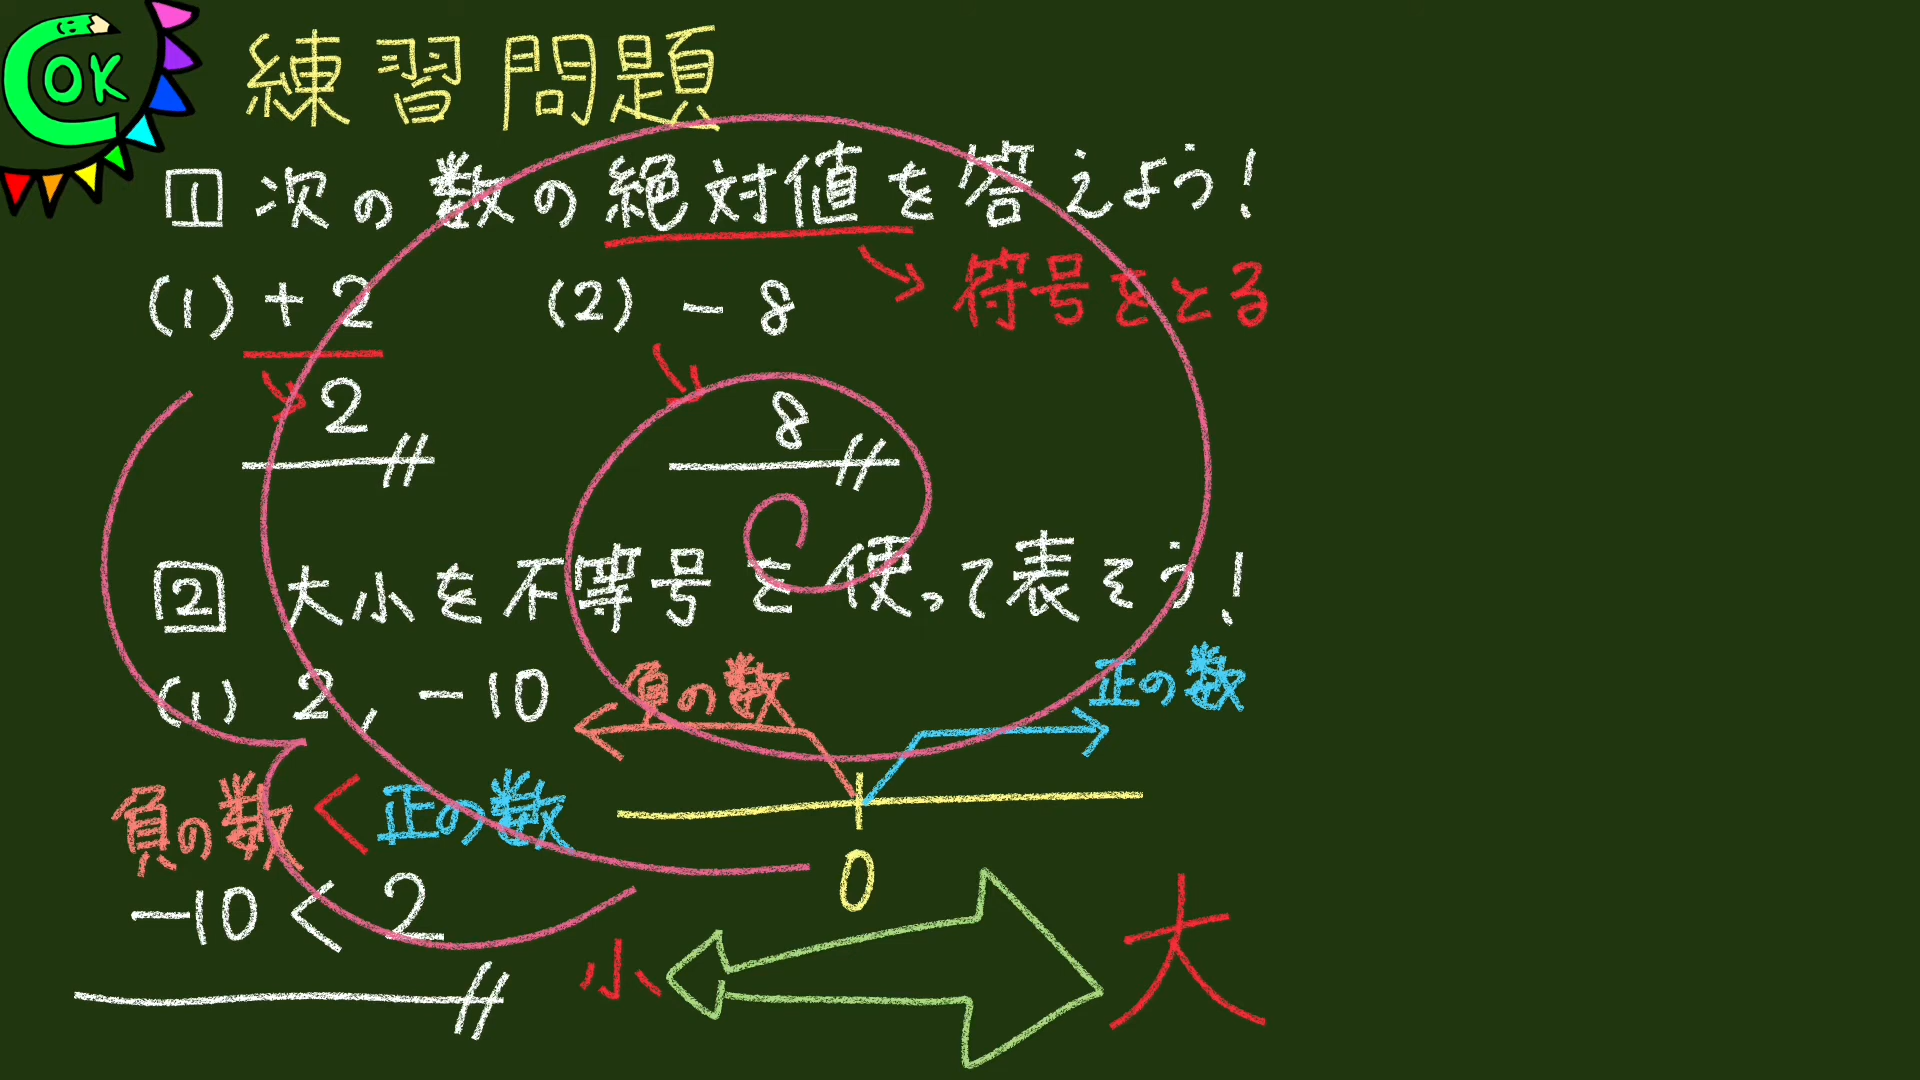 COK
練習問題
1 次の数の絶対値を答えよう!
(1) +2 (2) -8 符号をとる
2 8
2 大小を不等号を使って表そう!
(1) 2, -10 負の数 正の数
負の数 < 正の数
0
-10 < 2
小 大